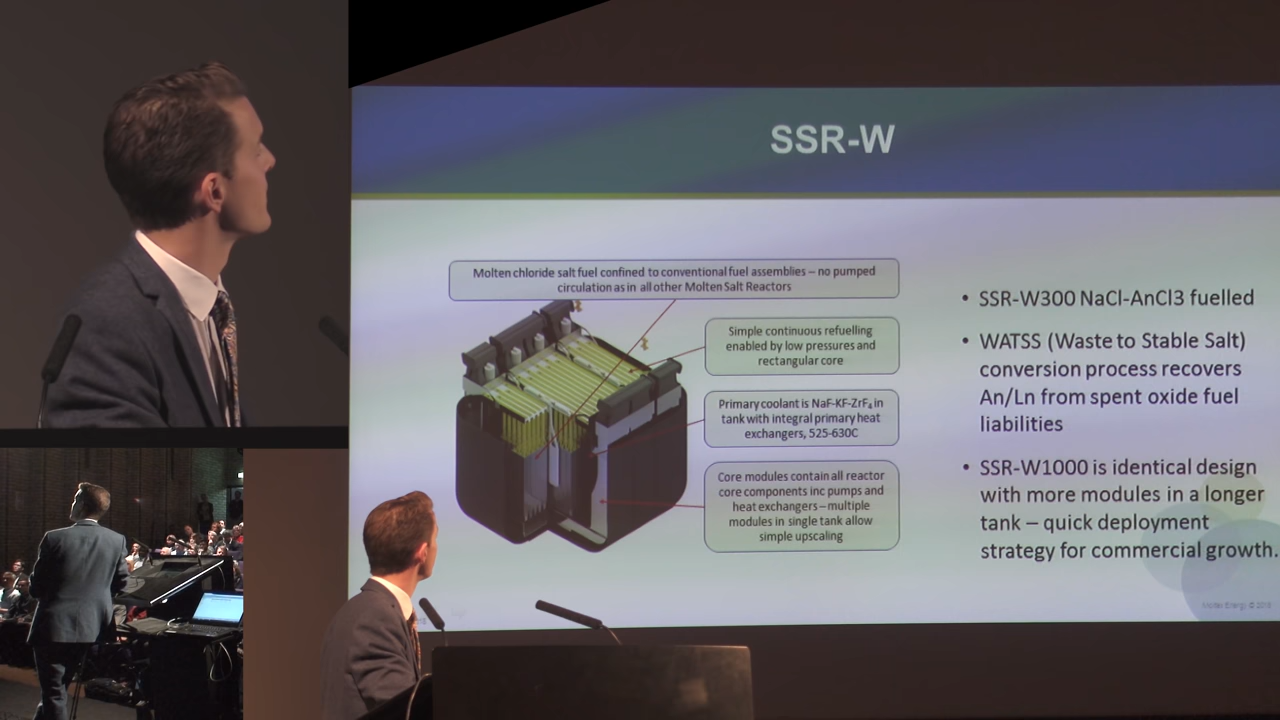 SSR-W
Molten chloride salt fuel confined to conventional fuel assemblies – no pumped
circulation as in all other Molten Salt Reactors
Simple continuous refuelling
enabled by low pressures and
rectangular core
Primary coolant is NaF-KF-ZrF₄ in
tank with integral primary heat
exchangers, 525-630C
Core modules contain all reactor
core components inc pumps and
heat exchangers – multiple
modules in single tank allow
simple upscaling
• SSR-W300 NaCl-AnCl3 fuelled
• WATSS (Waste to Stable Salt)
conversion process recovers
An/Ln from spent oxide fuel
liabilities
• SSR-W1000 is identical design
with more modules in a longer
tank – quick deployment
strategy for commercial growth.
Moltex Energy © 2018